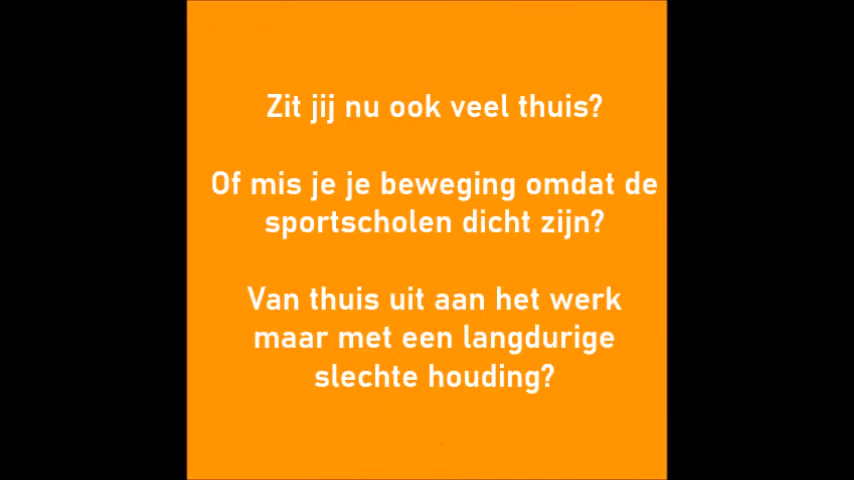 Zit jij nu ook veel thuis?
Of mis je je beweging omdat de
sportscholen dicht zijn?
Van thuis uit aan het werk
maar met een langdurige
slechte houding?